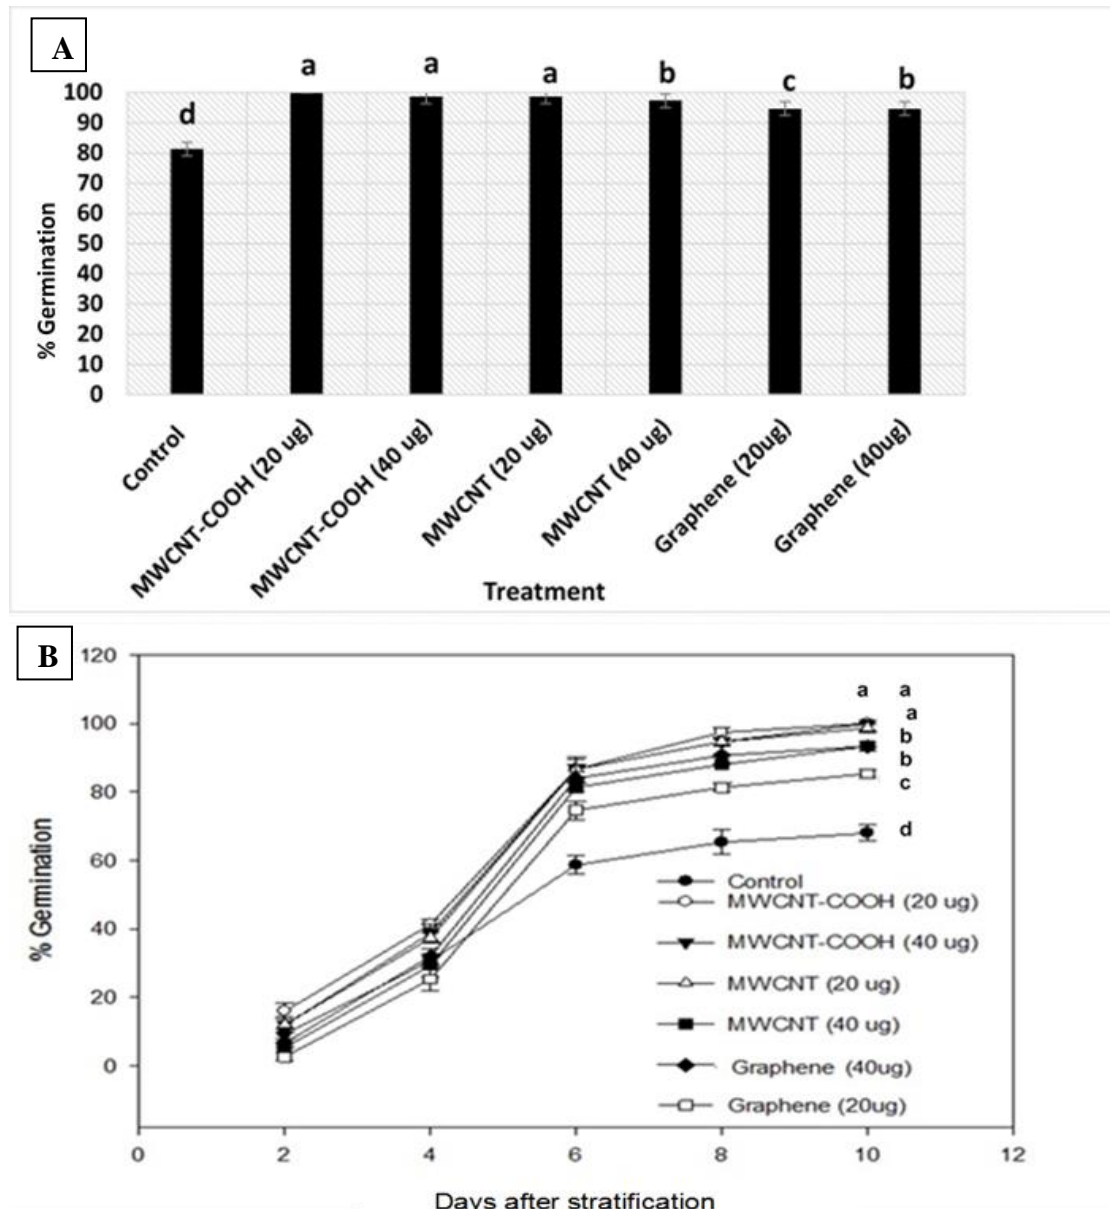 A
a a a b c b
d
100
90
80
70
60
50
40
30
20
10
0
% Germination
Control
MWCNT-COOH (20 ug)
MWCNT-COOH (40 ug)
MWCNT (20 ug)
MWCNT (40 ug)
Graphene (20ug)
Graphene (40ug)
Treatment
B
120
100
80
60
40
20
0
% Germination
a a
a
b
b
c
d
Control
MWCNT-COOH (20 ug)
MWCNT-COOH (40 ug)
MWCNT (20 ug)
MWCNT (40 ug)
Graphene (40ug)
Graphene (20ug)
0 2 4 6 8 10 12
Days after stratification